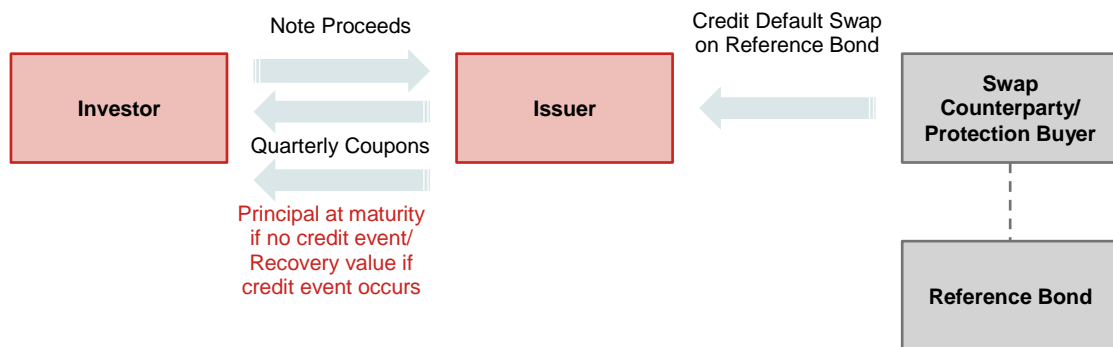 Note Proceeds
Credit Default Swap
on Reference Bond
Investor
Issuer
Swap
Counterparty/
Protection Buyer
Quarterly Coupons
Principal at maturity
if no credit event/
Recovery value if
credit event occurs
Reference Bond